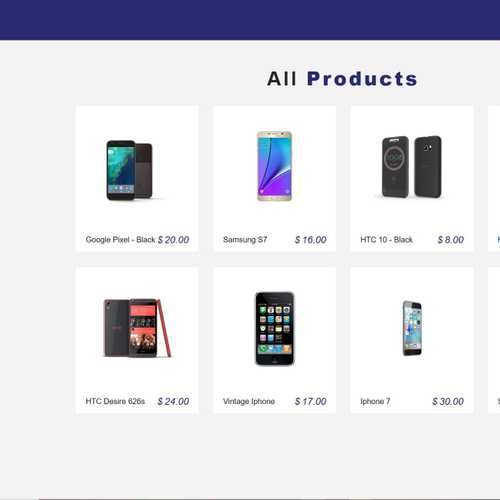 All Products
Google Pixel - Black $ 20.00
Samsung S7 $ 16.00
HTC 10 - Black $ 8.00
HTC Desire 626s $ 24.00
Vintage Iphone $ 17.00
Iphone 7 $ 30.00